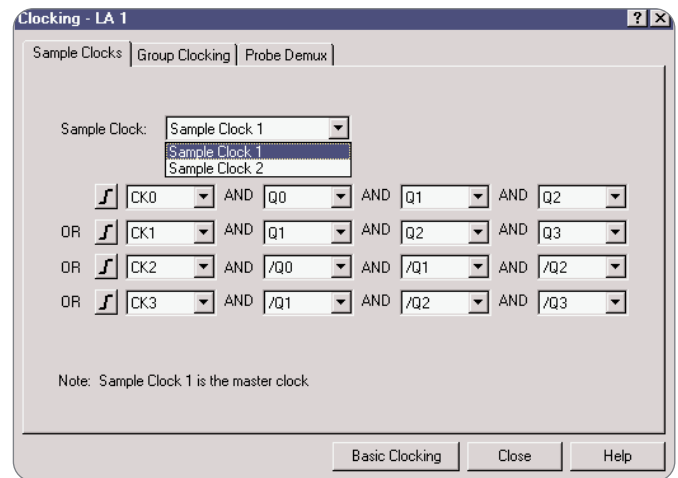 Clocking - LA 1
Sample Clocks Group Clocking Probe Demux
Sample Clock: Sample Clock 1
Sample Clock 1
Sample Clock 2
CK0 AND Q0 AND Q1 AND Q2
OR CK1 AND Q1 AND Q2 AND Q3
OR CK2 AND /Q0 AND /Q1 AND /Q2
OR CK3 AND /Q1 AND /Q2 AND /Q3
Note: Sample Clock 1 is the master clock
Basic Clocking Close Help